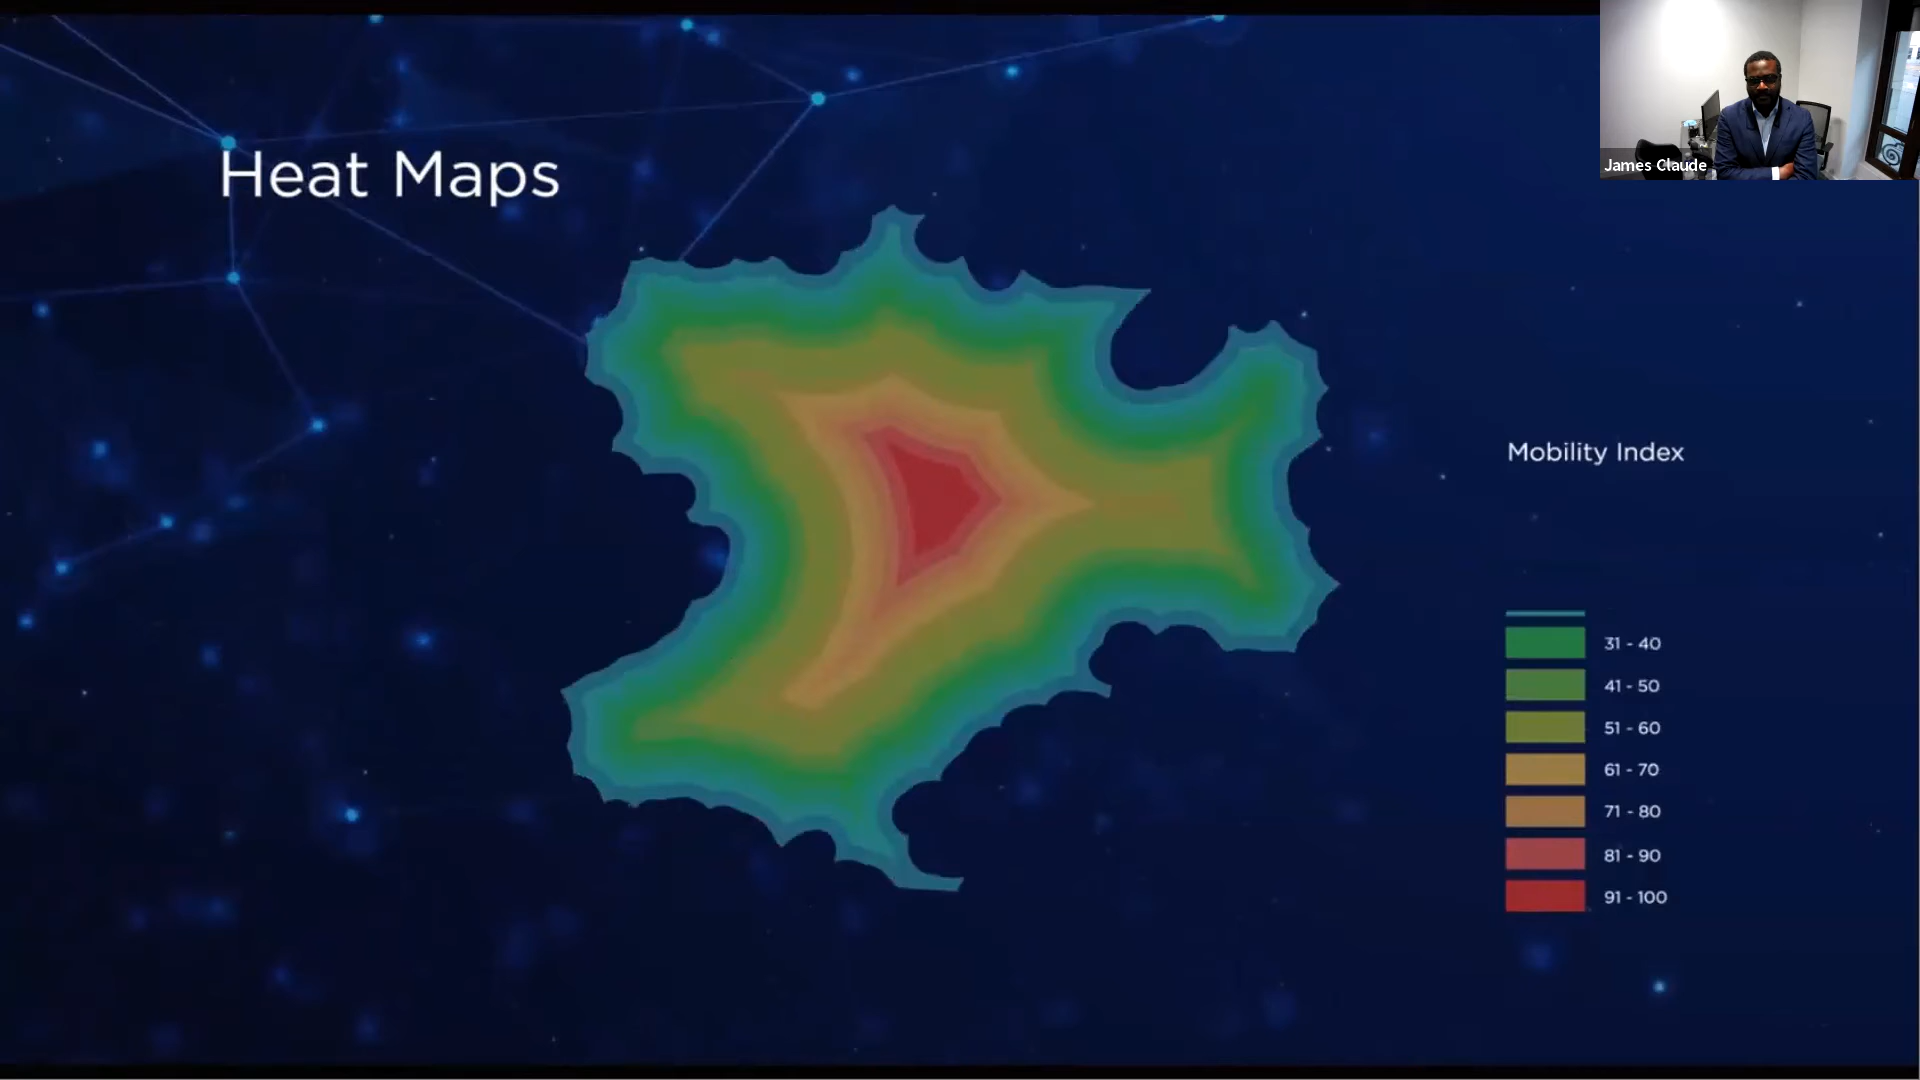 Heat Maps
James Claude
Mobility Index
31 - 40
41 - 50
51 - 60
61 - 70
71 - 80
81 - 90
91 - 100